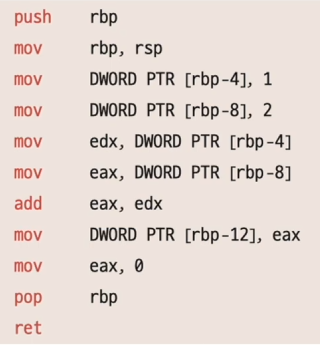 push rbp
mov rbp, rsp
mov DWORD PTR [rbp-4], 1
mov DWORD PTR [rbp-8], 2
mov edx, DWORD PTR [rbp-4]
mov eax, DWORD PTR [rbp-8]
add eax, edx
mov DWORD PTR [rbp-12], eax
mov eax, 0
pop rbp
ret